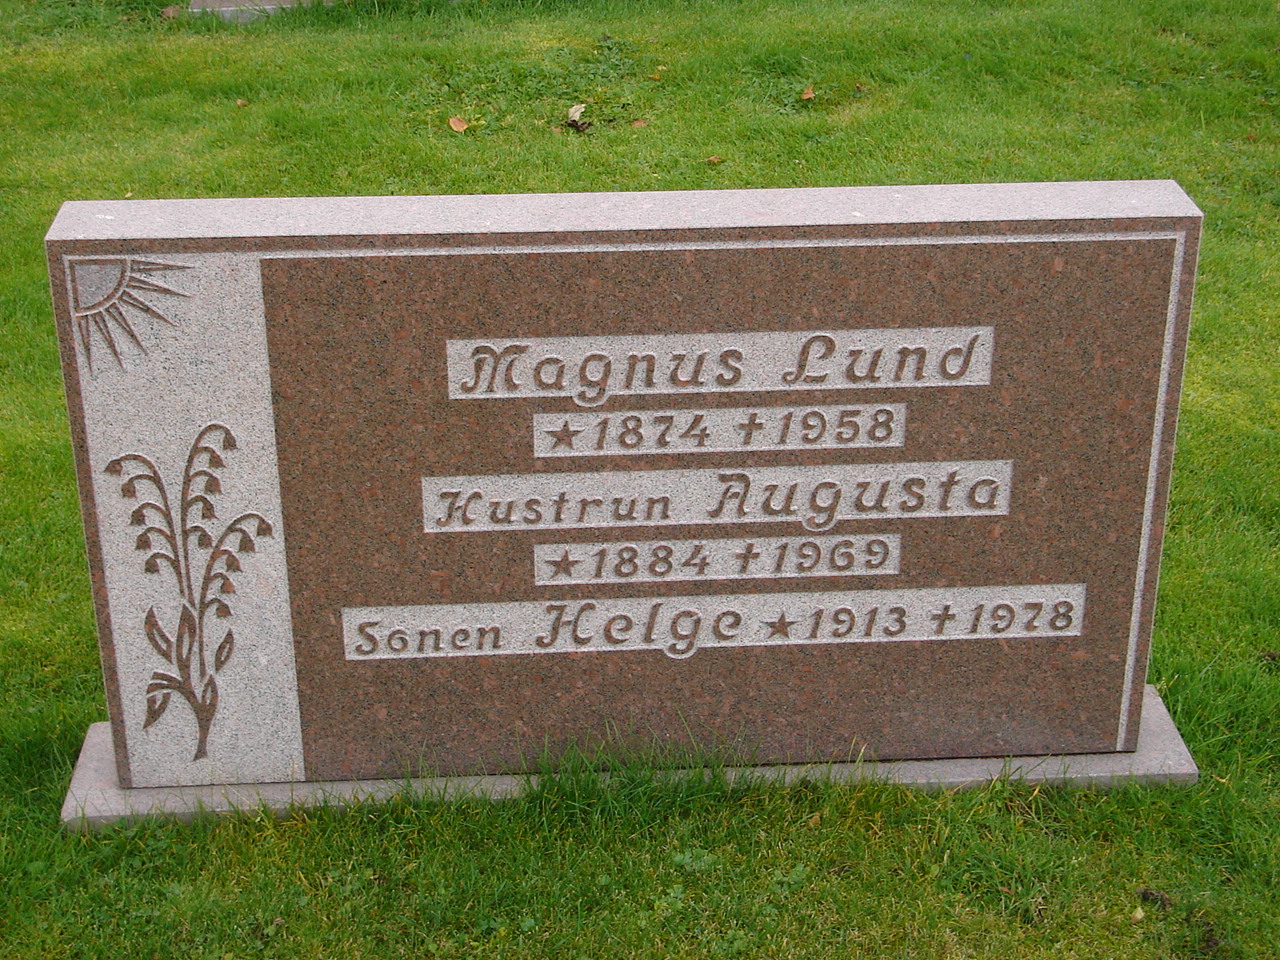 Magnus Lund
★1874 ✝1958
Hustrun Augusta
★1884 ✝1969
Sonen Helge ★1913 ✝1978